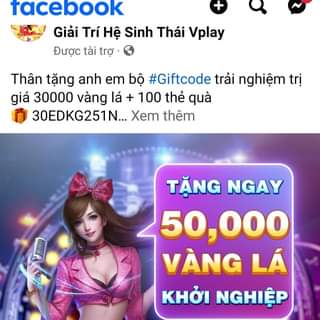 facebook
Giải Trí Hệ Sinh Thái Vplay
Được tài trợ ·
Thân tặng anh em bộ #Giftcode trải nghiệm trị
giá 30000 vàng lá + 100 thẻ quà
🎁 30EDKG251N... Xem thêm
TẶNG NGAY
50,000
VÀNG LÁ
KHỞI NGHIỆP